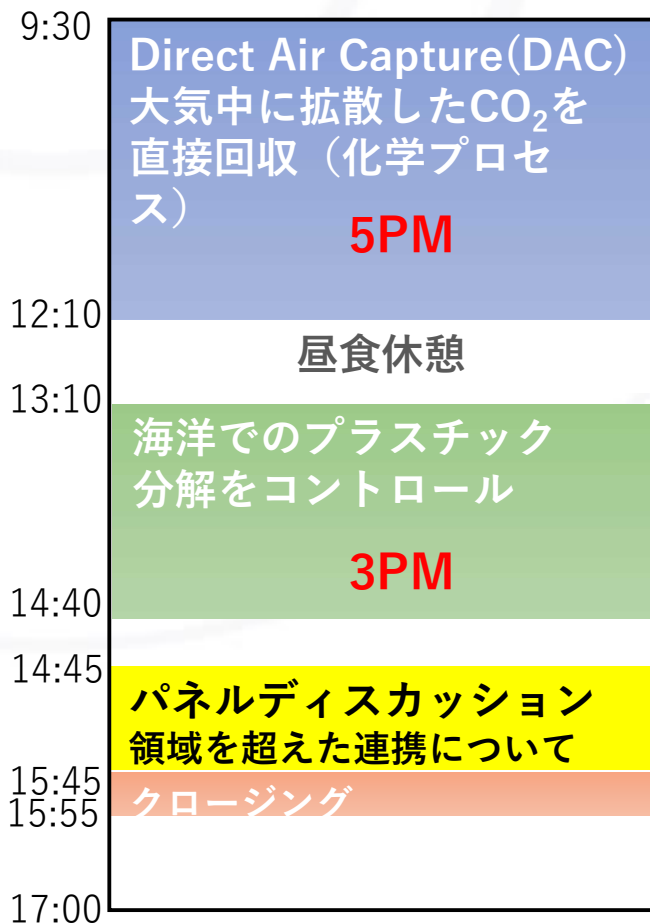 9:30
Direct Air Capture(DAC)
大気中に拡散したCO₂を
直接回収（化学プロセ
ス）
5PM
12:10
昼食休憩
13:10
海洋でのプラスチック
分解をコントロール
3PM
14:40
14:45
パネルディスカッション
領域を超えた連携について
15:45
クロージング
15:55
17:00